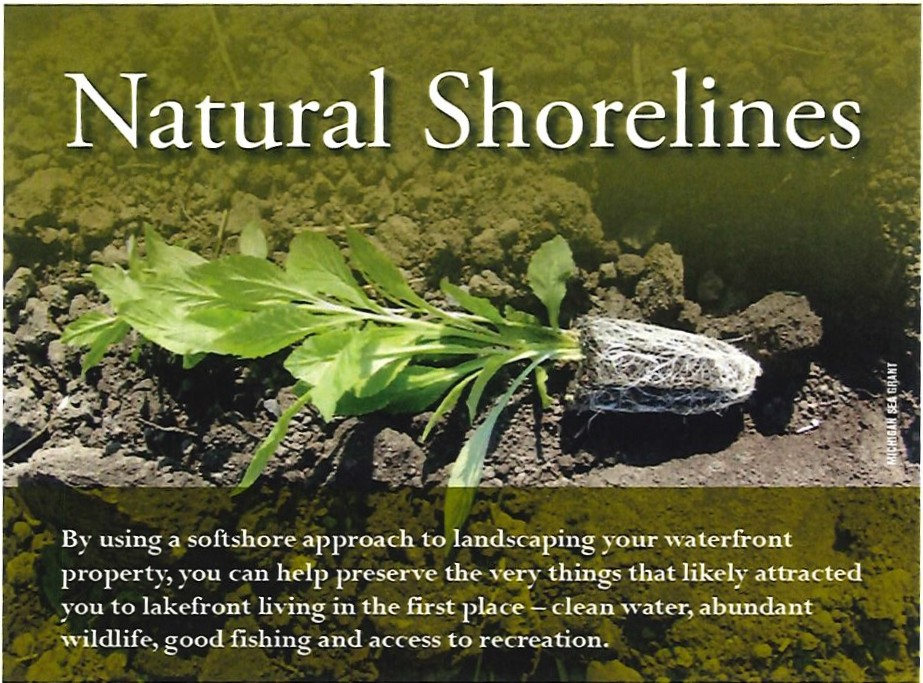 Natural Shorelines
MICHIGAN SEA GRANT
By using a softshore approach to landscaping your waterfront
property, you can help preserve the very things that likely attracted
you to lakefront living in the first place – clean water, abundant
wildlife, good fishing and access to recreation.